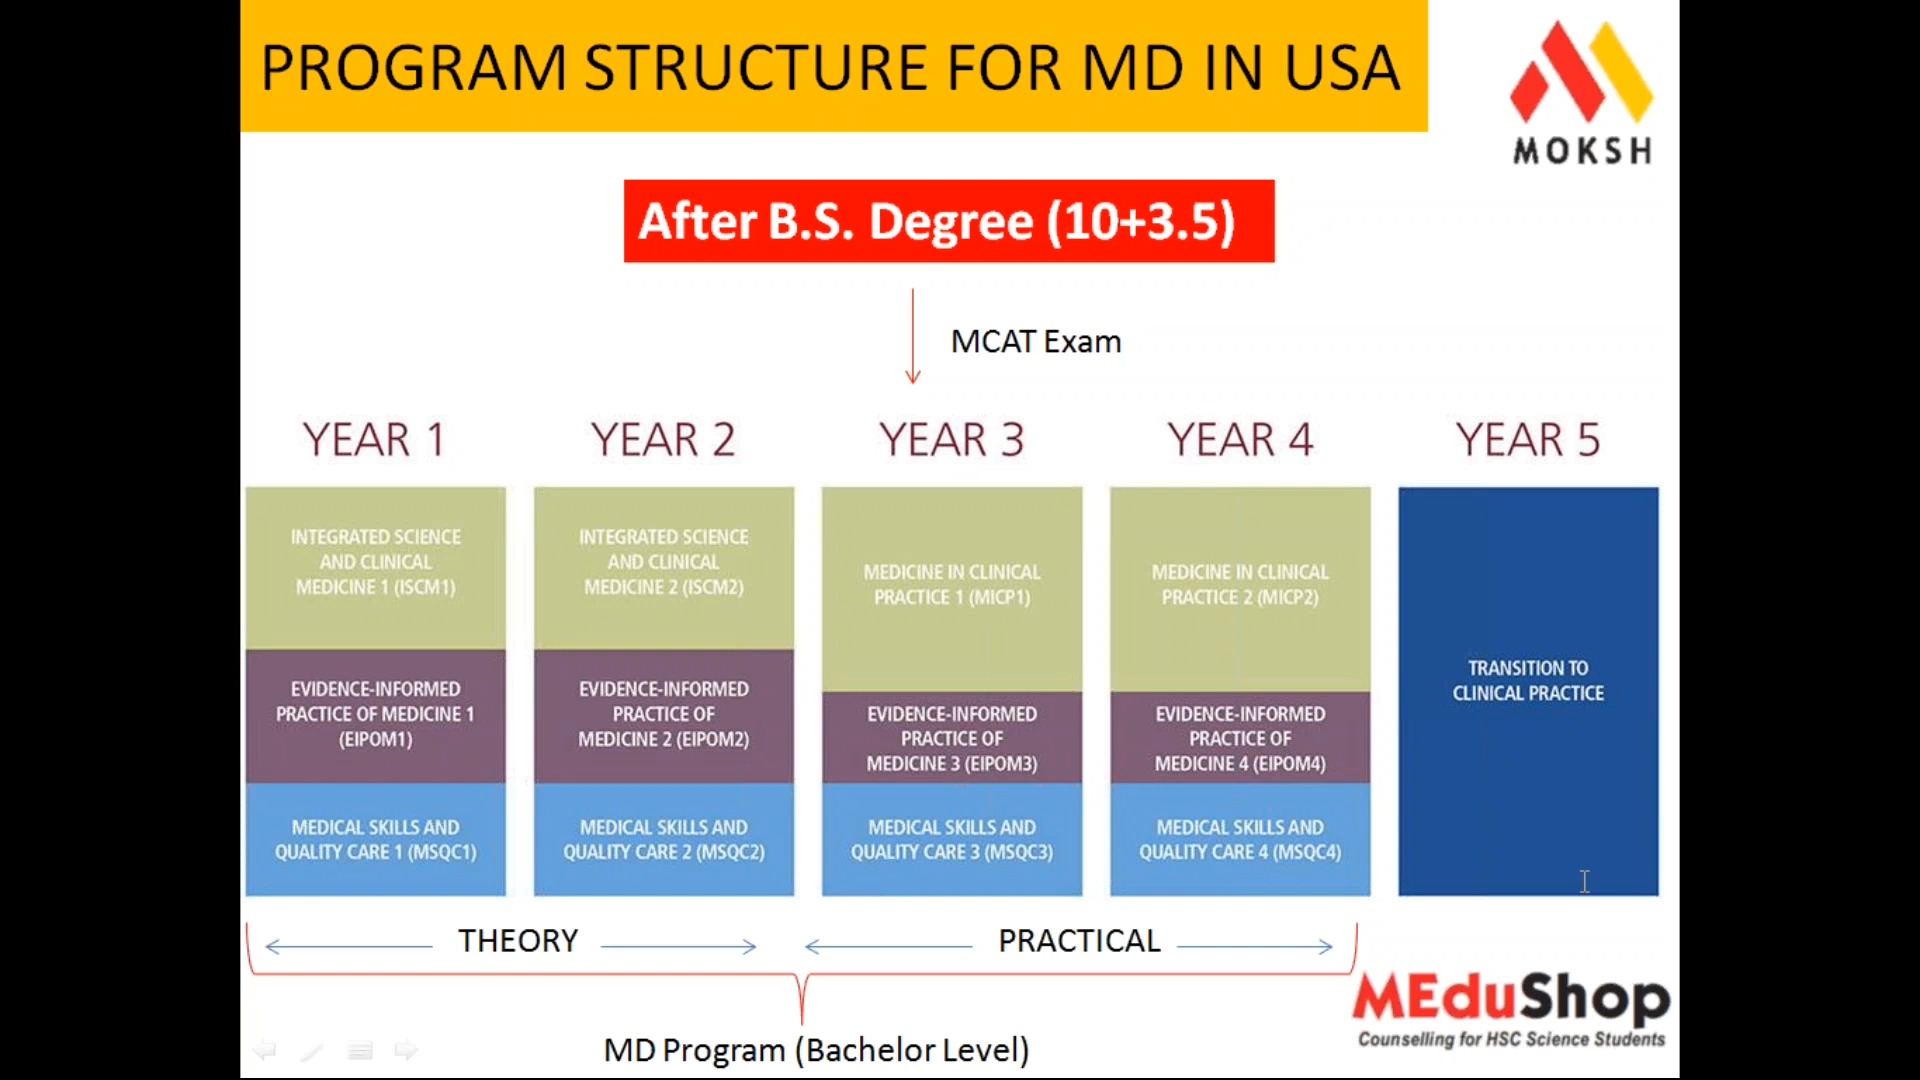 PROGRAM STRUCTURE FOR MD IN USA
MOKSH
After B.S. Degree (10+3.5)
MCAT Exam
YEAR 1
INTEGRATED SCIENCE
AND CLINICAL
MEDICINE 1 (ISCM1)
EVIDENCE-INFORMED
PRACTICE OF MEDICINE 1
(EIPOM1)
MEDICAL SKILLS AND
QUALITY CARE 1 (MSQC1)
YEAR 2
INTEGRATED SCIENCE
AND CLINICAL
MEDICINE 2 (ISCM2)
EVIDENCE-INFORMED
PRACTICE OF
MEDICINE 2 (EIPOM2)
MEDICAL SKILLS AND
QUALITY CARE 2 (MSQC2)
YEAR 3
MEDICINE IN CLINICAL
PRACTICE 1 (MICP1)
EVIDENCE-INFORMED
PRACTICE OF
MEDICINE 3 (EIPOM3)
MEDICAL SKILLS AND
QUALITY CARE 3 (MSQC3)
YEAR 4
MEDICINE IN CLINICAL
PRACTICE 2 (MICP2)
EVIDENCE-INFORMED
PRACTICE OF
MEDICINE 4 (EIPOM4)
MEDICAL SKILLS AND
QUALITY CARE 4 (MSQC4)
YEAR 5
TRANSITION TO
CLINICAL PRACTICE
THEORY
PRACTICAL
MD Program (Bachelor Level)
MEduShop
Counselling for HSC Science Students